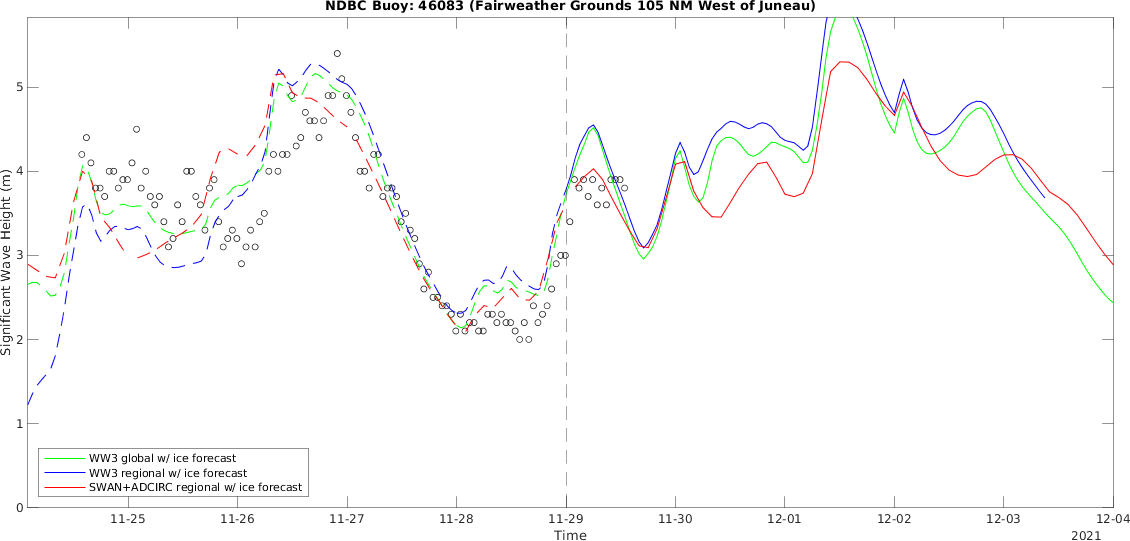 NDBC Buoy: 46083 (Fairweather Grounds 105 NM West of Juneau)
Significant Wave Height (m)
5
4
3
2
1
0
WW3 global w/ ice forecast
WW3 regional w/ ice forecast
SWAN+ADCIRC regional w/ ice forecast
11-25 11-26 11-27 11-28 11-29 11-30 12-01 12-02 12-03 12-04
Time
2021